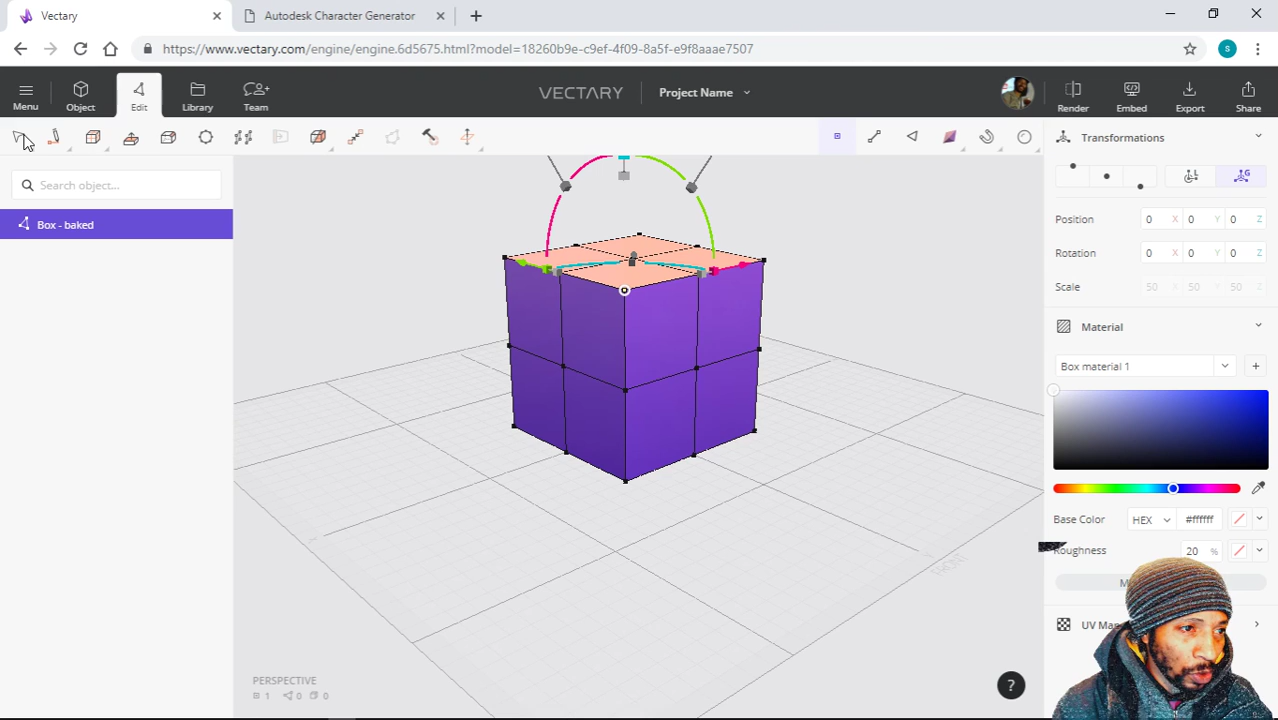 Vectary
Autodesk Character Generator
https://www.vectary.com/engine/engine.6d5675.html?model=18260b9e-c9ef-4f09-8a5f-e9f8aaae7507
S
Menu
Object
Edit
Library
Team
VECTARY
Project Name
Render
Embed
Export
Share
Search object...
Box - baked
Transformations
Position 0 X 0 Y 0 Z
Rotation 0 X 0 Y 0 Z
Scale 50 X 50 Y 50 Z
Material
Box material 1
Base Color HEX #ffffff
Roughness 20 %
M
UV Ma
FRONT
PERSPECTIVE
1 0 0
?